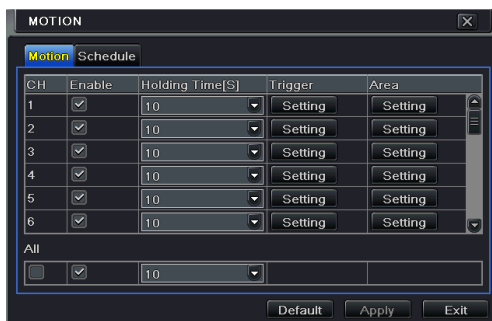 MOTION
Motion Schedule
CH Enable Holding Time[S] Trigger Area
1 10 Setting Setting
2 10 Setting Setting
3 10 Setting Setting
4 10 Setting Setting
5 10 Setting Setting
6 10 Setting Setting
All
10
Default Apply Exit